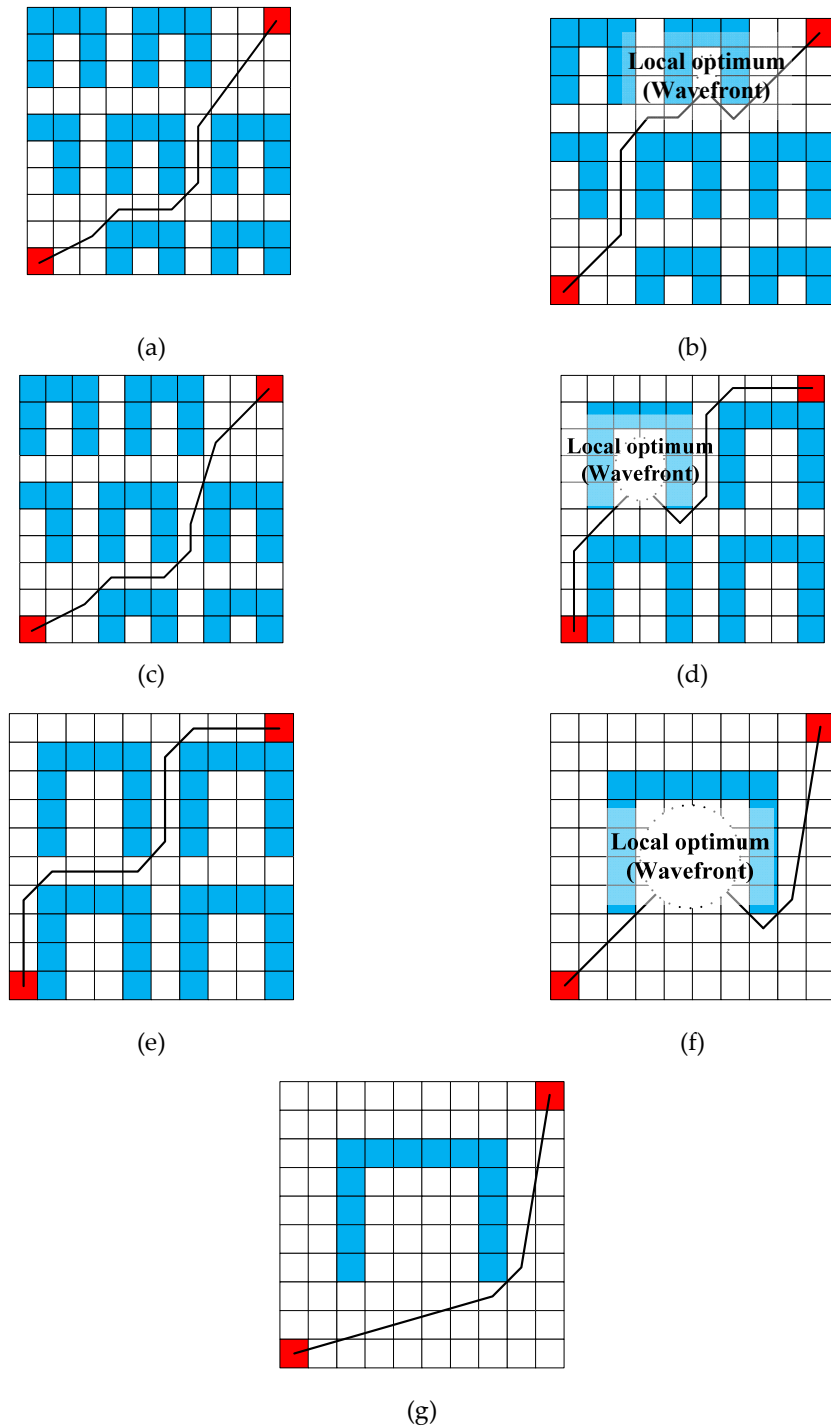 Local optimum
(Wavefront)
(a)
(b)
Local optimum
(Wavefront)
(c)
(d)
Local optimum
(Wavefront)
(e)
(f)
(g)